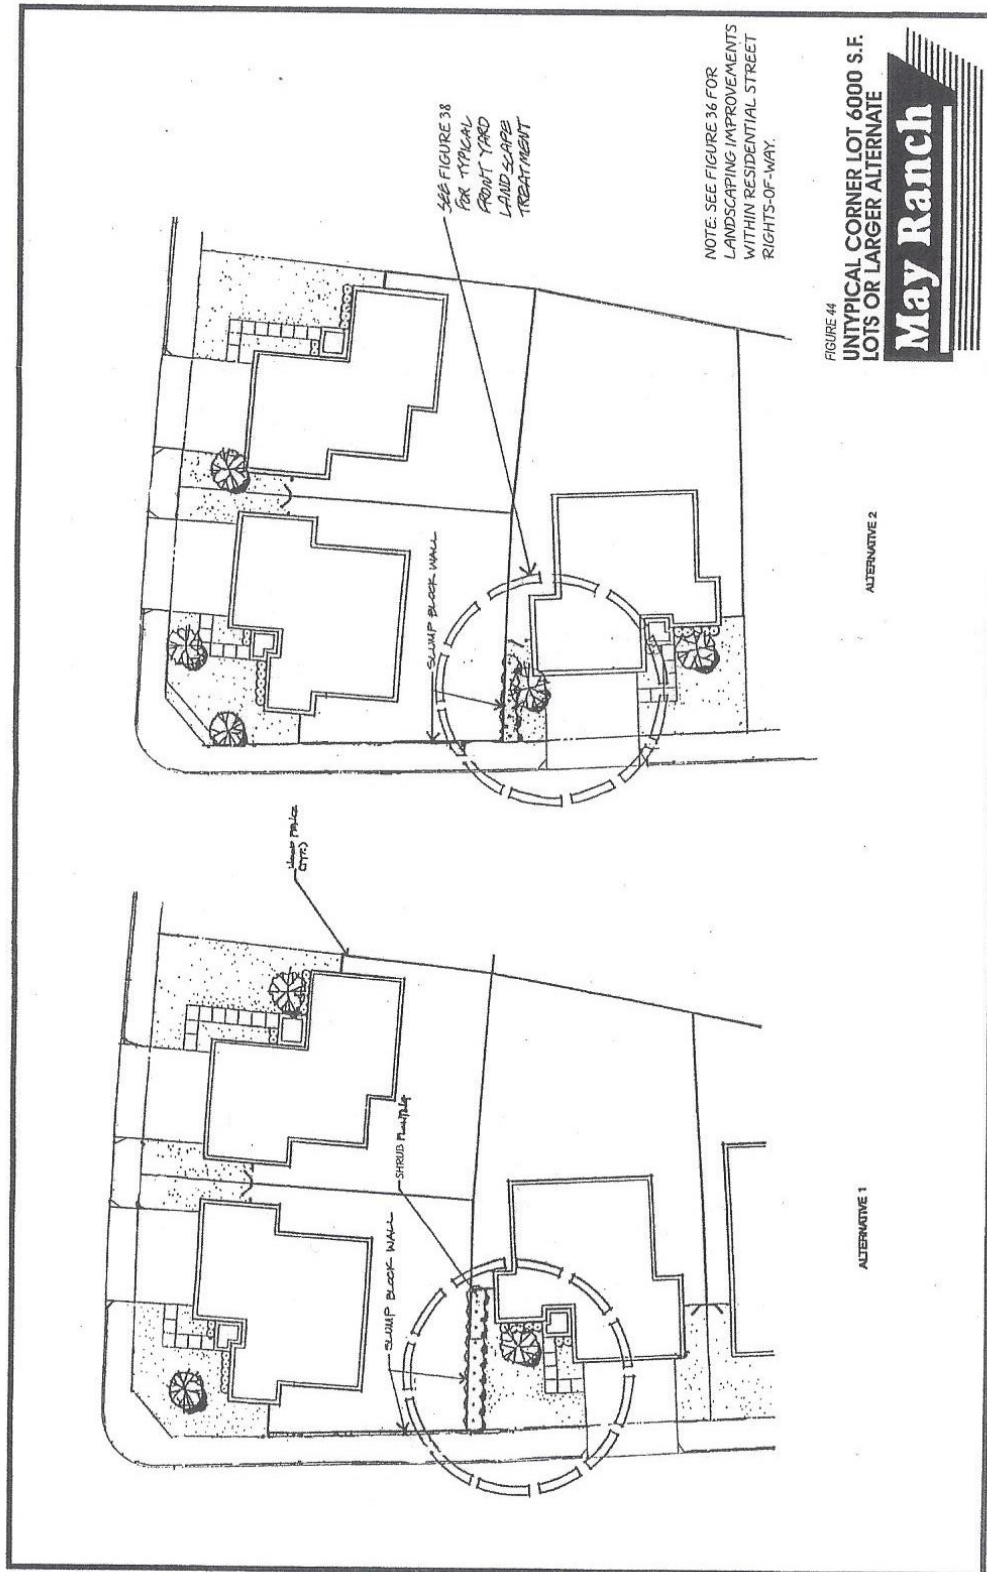 SEE FIGURE 38
FOR TYPICAL
FRONT YARD
LANDSCAPE
TREATMENT
NOTE: SEE FIGURE 36 FOR
LANDSCAPING IMPROVEMENTS
WITHIN RESIDENTIAL STREET
RIGHTS-OF-WAY.
SLUMP BLOCK WALL
(TYP.)
SLUMP BLOCK WALL
SHRUB PLANTING
ALTERNATIVE 1
ALTERNATIVE 2
FIGURE 44
UNTYPICAL CORNER LOT 6000 S.F.
LOTS OR LARGER ALTERNATE
May Ranch